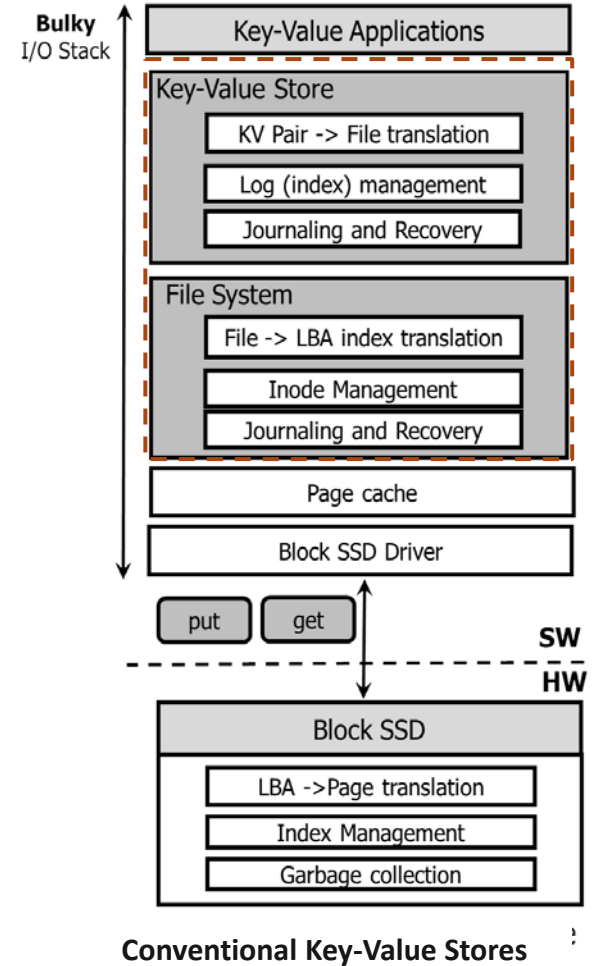 Bulky
I/O Stack
Key-Value Applications
Key-Value Store
KV Pair -> File translation
Log (index) management
Journaling and Recovery
File System
File -> LBA index translation
Inode Management
Journaling and Recovery
Page cache
Block SSD Driver
put get
SW
HW
Block SSD
LBA ->Page translation
Index Management
Garbage collection
Conventional Key-Value Stores